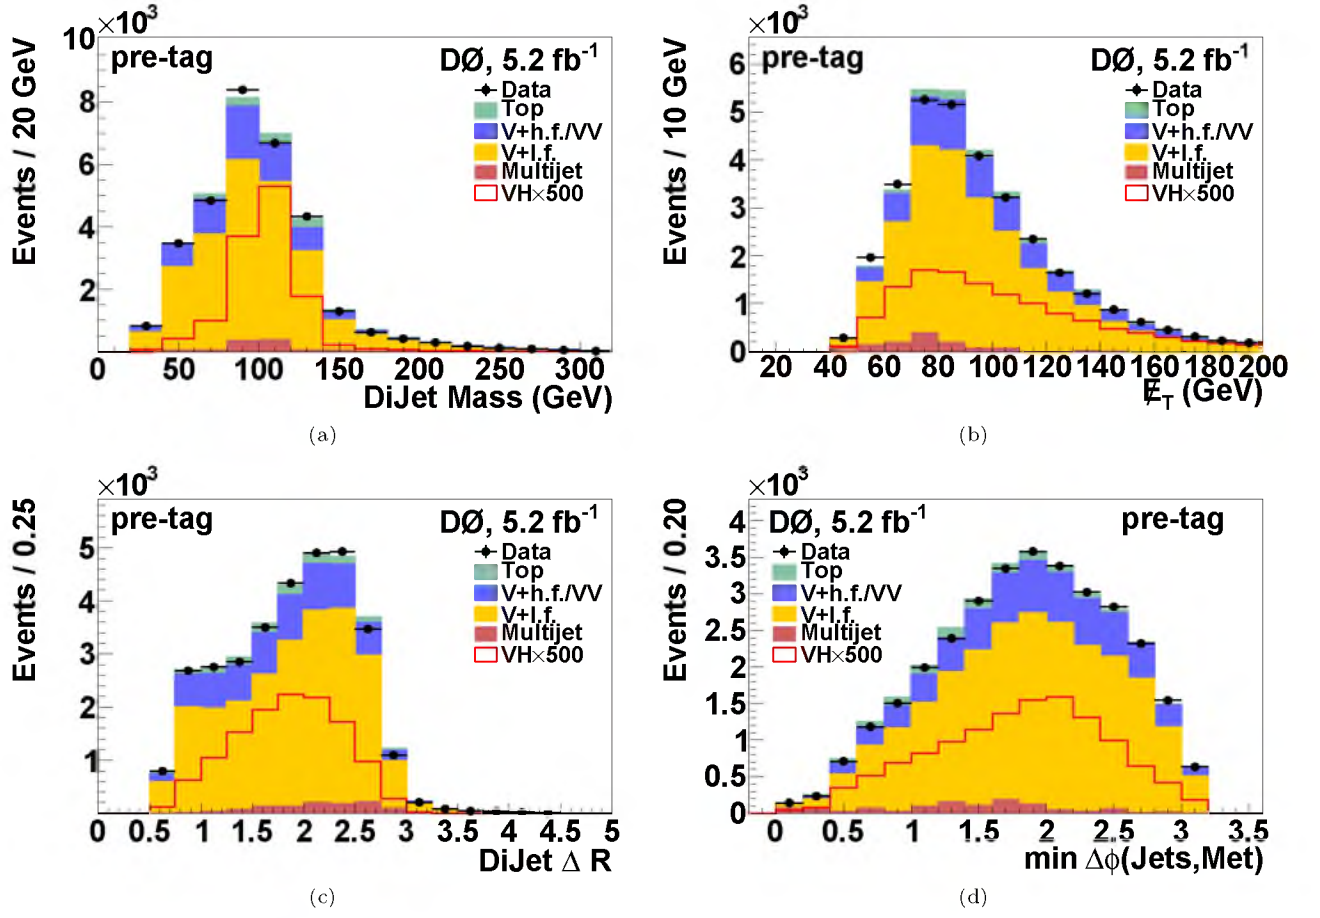 ×10³
pre-tag
DØ, 5.2 fb⁻¹
Data
Top
V+h.f./VV
V+l.f.
Multijet
VH×500
Events / 20 GeV
10
8
6
4
2
0 50 100 150 200 250 300
DiJet Mass (GeV)
(a)
×10³
pre-tag
DØ, 5.2 fb⁻¹
Data
Top
V+h.f./VV
V+l.f.
Multijet
VH×500
Events / 10 GeV
6
5
4
3
2
1
0
20 40 60 80 100 120 140 160 180 200
E̸T (GeV)
(b)
×10³
pre-tag
DØ, 5.2 fb⁻¹
Data
Top
V+h.f./VV
V+l.f.
Multijet
VH×500
Events / 0.25
5
4
3
2
1
0 0.5 1 1.5 2 2.5 3 3.5 4 4.5 5
DiJet Δ R
(c)
×10³
DØ, 5.2 fb⁻¹
pre-tag
Data
Top
V+h.f./VV
V+l.f.
Multijet
VH×500
Events / 0.20
4
3.5
3
2.5
2
1.5
1
0.5
0
0 0.5 1 1.5 2 2.5 3 3.5
min Δϕ(Jets,Met)
(d)